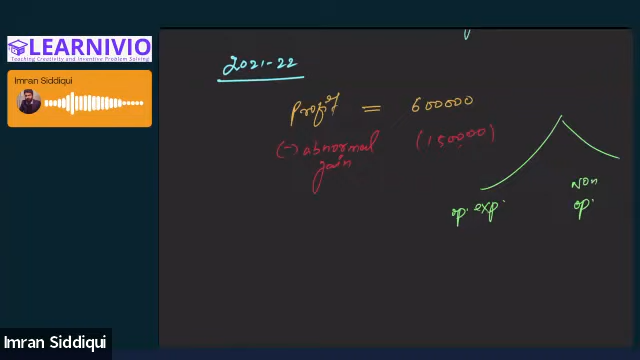 LEARNIVIO
Teaching Creativity and Inventive Problem Solving
Imran Siddiqui
2021-22
Profit = 600000
(-) abnormal (150000)
gain
Non
op. exp. op.
Imran Siddiqui